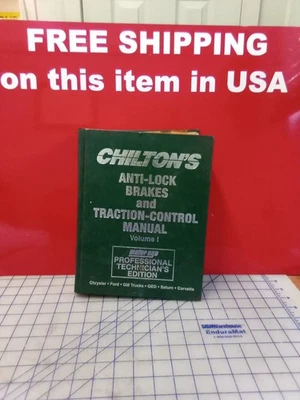 FREE SHIPPING
on this item in USA
CHILTON'S
ANTI-LOCK
BRAKES
and
TRACTION-CONTROL
MANUAL
Volume I
PROFESSIONAL
TECHNICIAN'S
EDITION
Chrysler • Ford • GM Trucks • GEO • Saturn • Corvette
EnduraMat